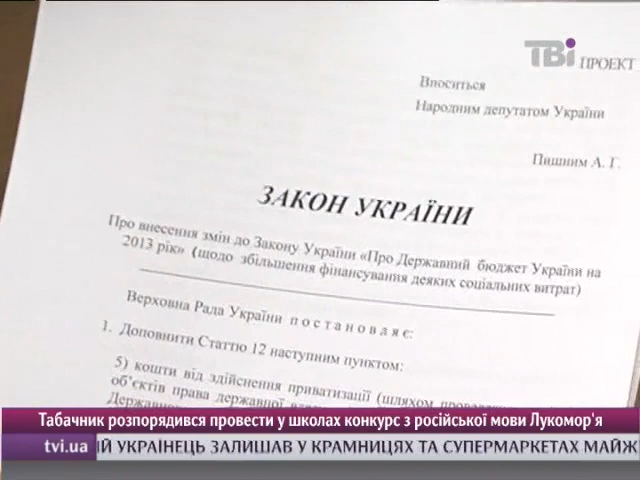 ТВі
ПРОЕКТ
Вноситься
Народним депутатом України
Пишним А. Г.
ЗАКОН УКРАЇНИ
Про внесення змін до Закону України «Про Державний бюджет України на
2013 рік» (щодо збільшення фінансування деяких соціальних витрат)
Верховна Рада України постановляє:
1. Доповнити Статтю 12 наступним пунктом:
5) кошти від здійснення приватизації (шляхом
об'єктів права державної
Державного
Табачник розпорядився провести у школах конкурс з російської мови Лукомор'я
tvi.ua
ИЙ УКРАЇНЕЦЬ ЗАЛИШАВ У КРАМНИЦЯХ ТА СУПЕРМАРКЕТАХ МАЙЖ